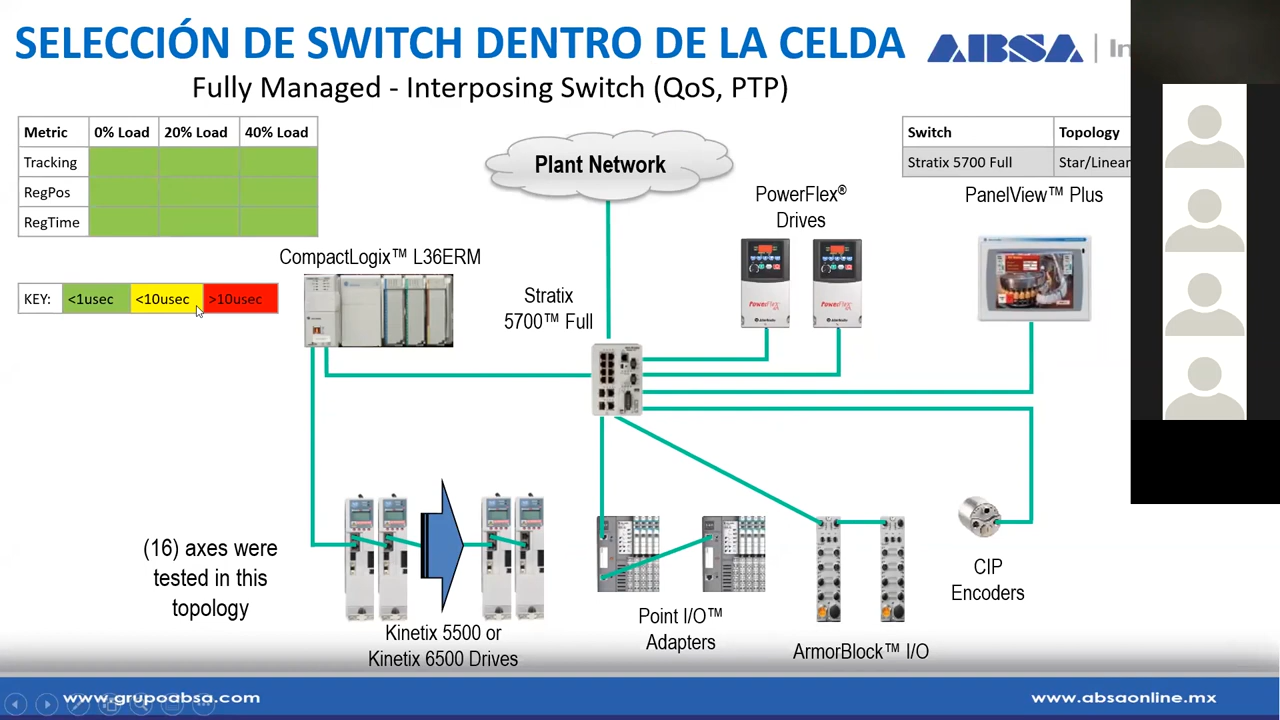 SELECCIÓN DE SWITCH DENTRO DE LA CELDA
ABSA | In
Fully Managed - Interposing Switch (QoS, PTP)
Metric 0% Load 20% Load 40% Load
Tracking
RegPos
RegTime
KEY: <1usec <10usec >10usec
Plant Network
Switch Topology
Stratix 5700 Full Star/Linear
CompactLogix™ L36ERM
Stratix
5700™ Full
PowerFlex®
Drives
PanelView™ Plus
(16) axes were
tested in this
topology
Kinetix 5500 or
Kinetix 6500 Drives
Point I/O™
Adapters
ArmorBlock™ I/O
CIP
Encoders
www.grupoabsa.com
www.absaonline.mx